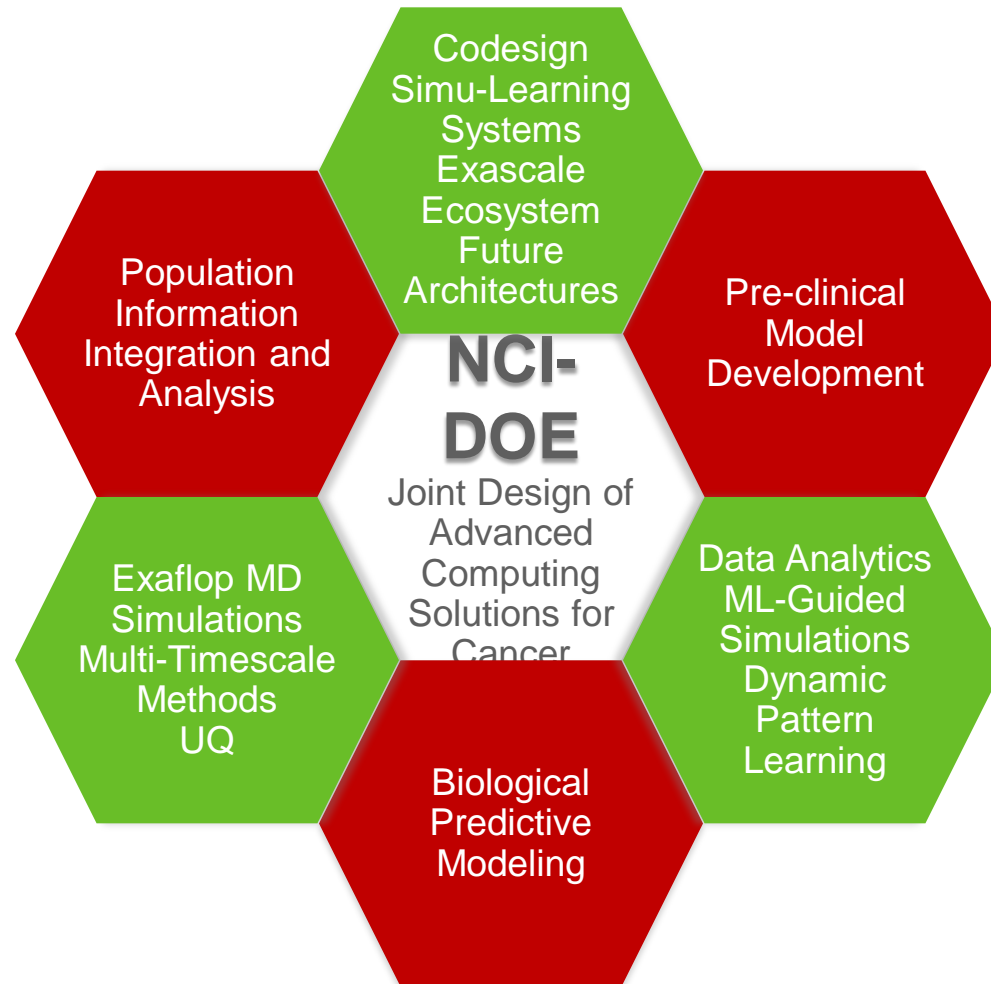 Codesign
Simu-Learning
Systems
Exascale
Ecosystem
Future
Architectures
Population
Information
Integration and
Analysis
Pre-clinical
Model
Development
NCI-
DOE
Joint Design of
Advanced
Computing
Solutions for
Cancer
Exaflop MD
Simulations
Multi-Timescale
Methods
UQ
Data Analytics
ML-Guided
Simulations
Dynamic
Pattern
Learning
Biological
Predictive
Modeling